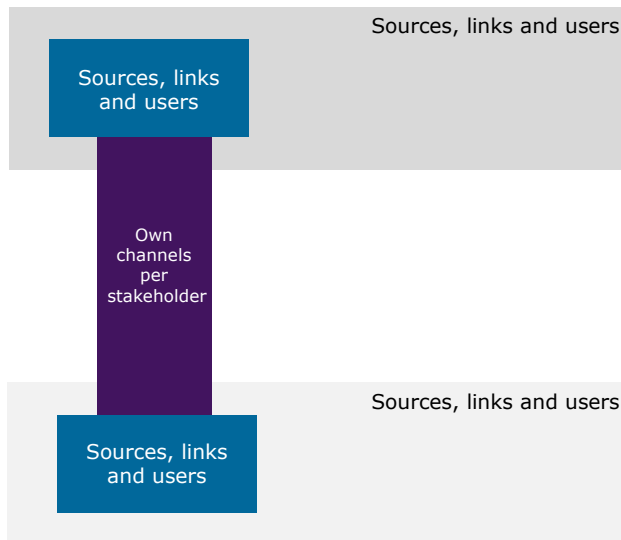 Sources, links and users
Sources, links
and users
Own
channels
per
stakeholder
Sources, links and users
Sources, links
and users